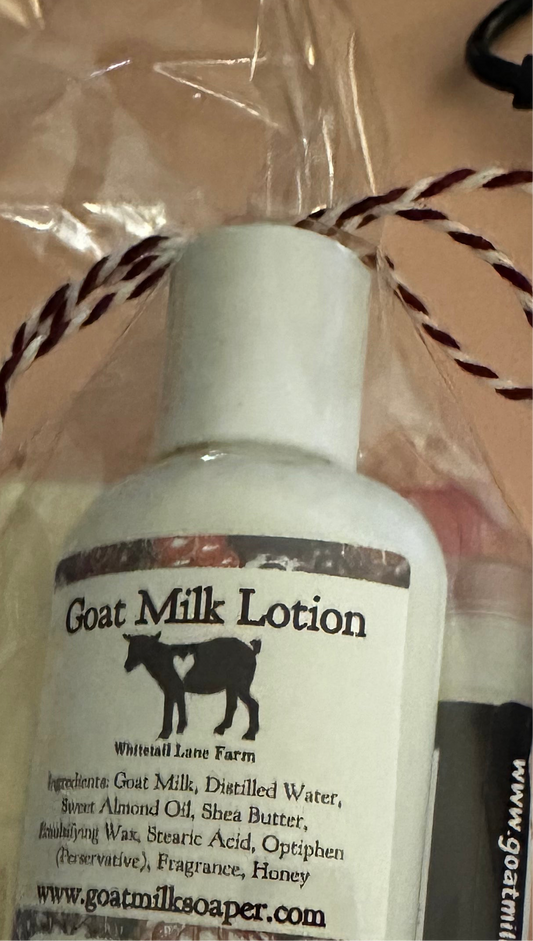 Goat Milk Lotion
Whitetail Lane Farm
Ingredients: Goat Milk, Distilled Water,
Sweet Almond Oil, Shea Butter,
Emulsifying Wax, Stearic Acid, Optiphen
(Perservative), Fragrance, Honey
www.goatmilksoaper.com
www.goatmil